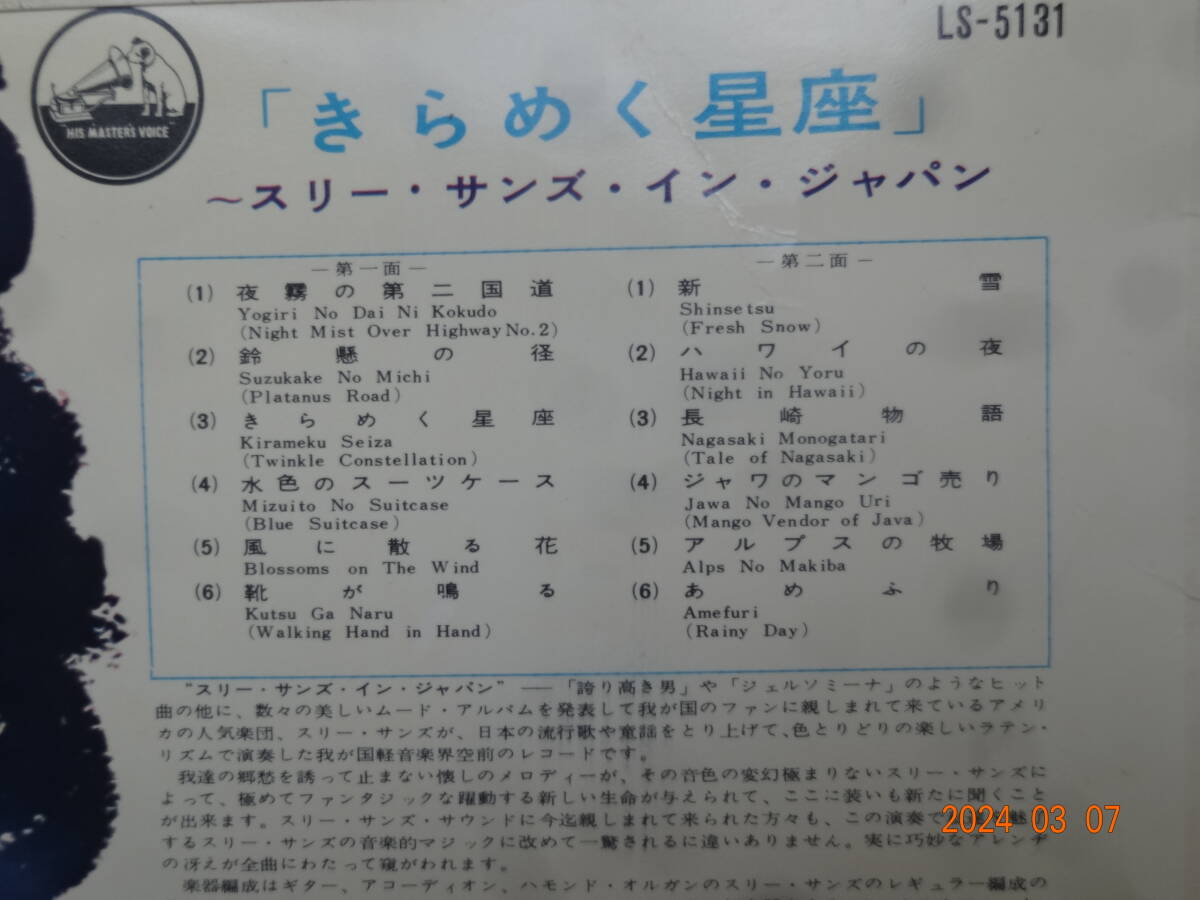 LS-5131
HIS MASTER'S VOICE
「きらめく星座」
〜スリー・サンズ・イン・ジャパン
―第一面―
(1) 夜霧の第二国道
Yogiri No Dai Ni Kokudo
(Night Mist Over Highway No.2)
(2) 鈴懸の径
Suzukake No Michi
(Platanus Road)
(3) きらめく星座
Kirameku Seiza
(Twinkle Constellation)
(4) 水色のスーツケース
Mizuito No Suitcase
(Blue Suitcase)
(5) 風に散る花
Blossoms on The Wind
(6) 靴が鳴る
Kutsu Ga Naru
(Walking Hand in Hand)
―第二面―
(1) 新雪
Shinsetsu
(Fresh Snow)
(2) ハワイの夜
Hawaii No Yoru
(Night in Hawaii)
(3) 長崎物語
Nagasaki Monogatari
(Tale of Nagasaki)
(4) ジャワのマンゴ売り
Jawa No Mango Uri
(Mango Vendor of Java)
(5) アルプスの牧場
Alps No Makiba
(6) あめふり
Amefuri
(Rainy Day)
“スリー・サンズ・イン・ジャパン” ――「誇り高き男」や「ジェルソミーナ」のようなヒット
曲の他に、数々の美しいムード・アルバムを発表して我が国のファンに親しまれて来ているアメリ
カの人気楽団、スリー・サンズが、日本の流行歌や童謡をとり上げて、色とりどりの楽しいラテン・
リズムで演奏した我が国軽音楽界空前のレコードです。
我達の郷愁を誘って止まない懐しのメロディーが、その音色の変幻極まりないスリー・サンズに
よって、極めてファンタジックな躍動する新しい生命が与えられて、ここに装いも新たに聞くこと
が出来ます。スリー・サンズ・サウンドに今迄親しまれて来られた方々も、この演奏で 魅
するスリー・サンズの音楽的マジックに改めて一驚されるに違いありません。実に巧妙なアレンヂ
の冴えが全曲にわたって窺がわれます。
楽器編成はギター、アコーディオン、ハモンド・オルガンのスリー・サンズのレギュラー編成の
2024 03 07